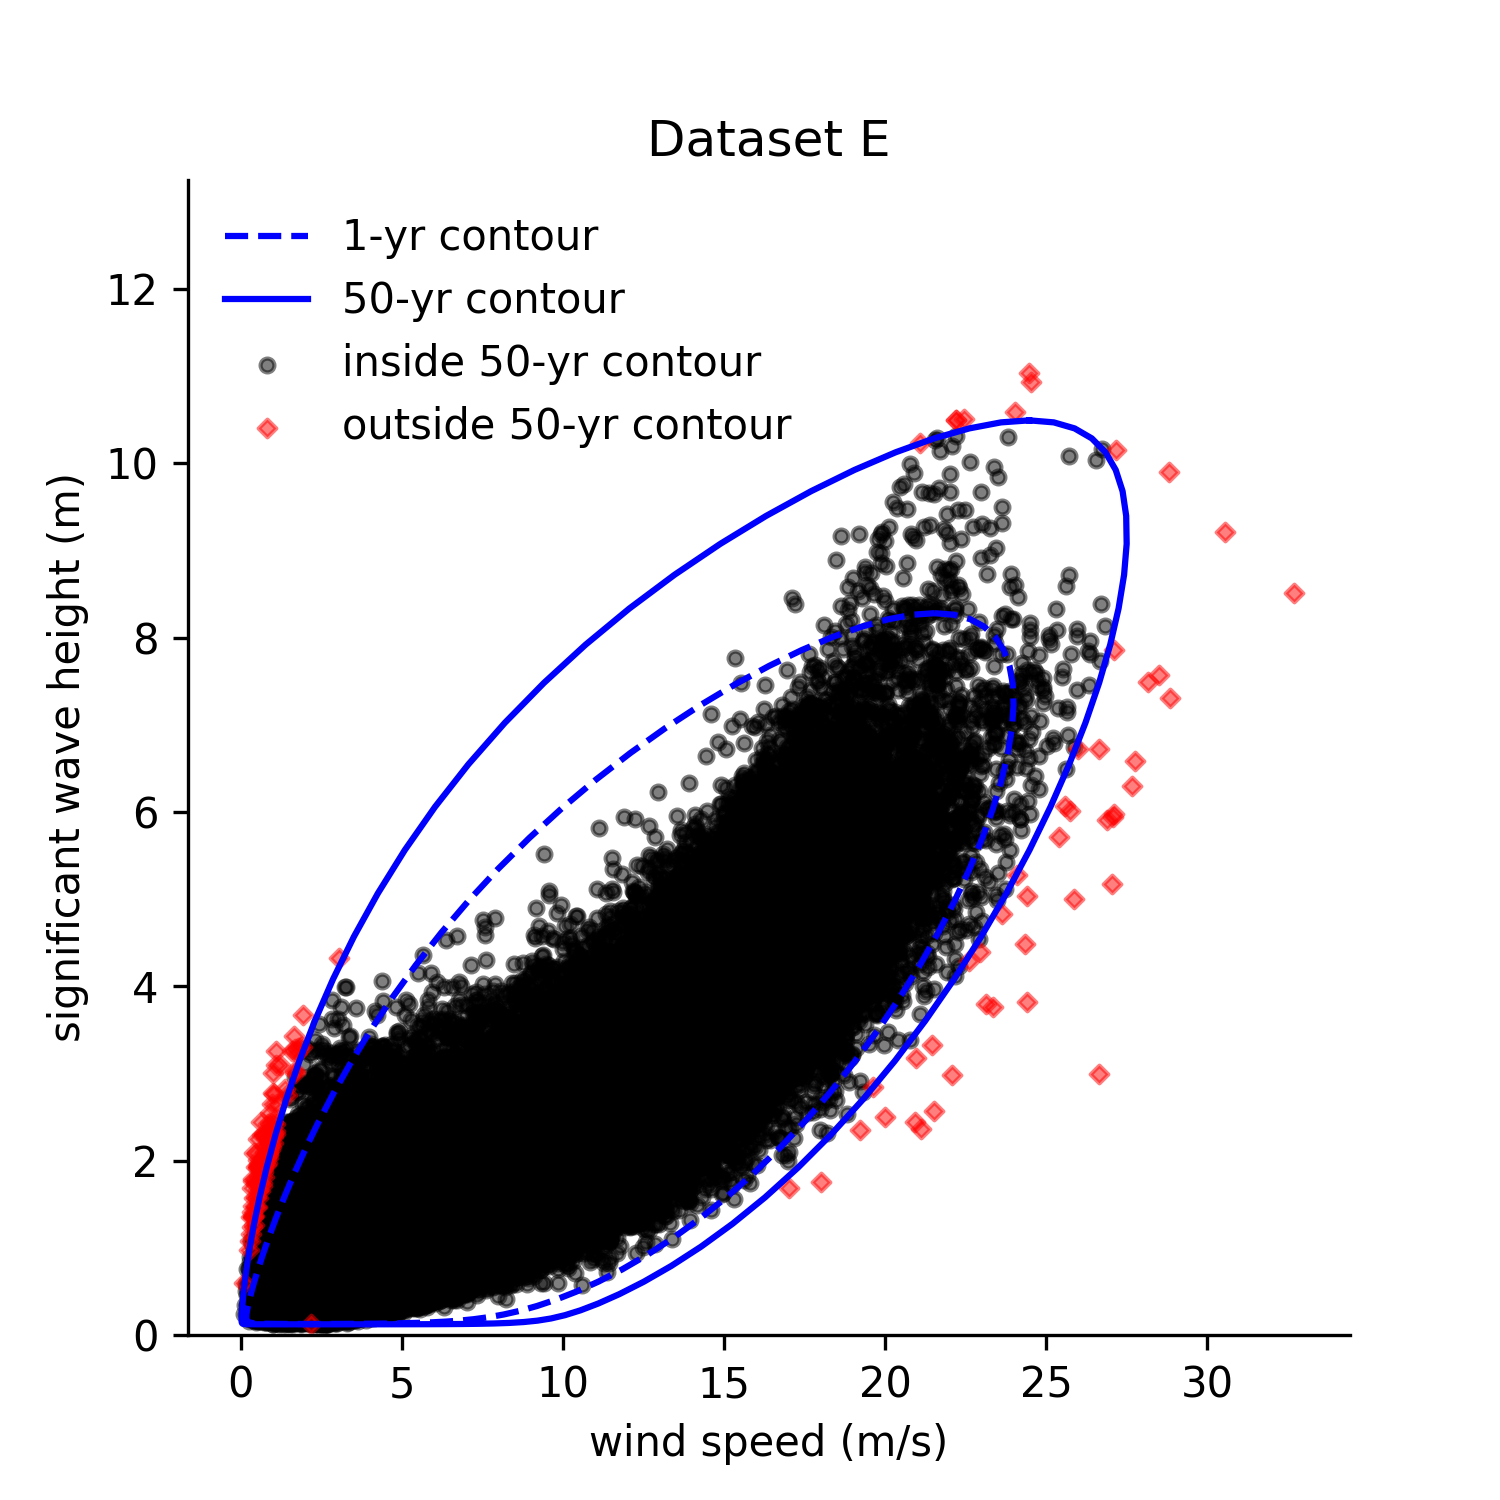 Dataset E
1-yr contour
50-yr contour
inside 50-yr contour
outside 50-yr contour
significant wave height (m)
12
10
8
6
4
2
0
0 5 10 15 20 25 30
wind speed (m/s)